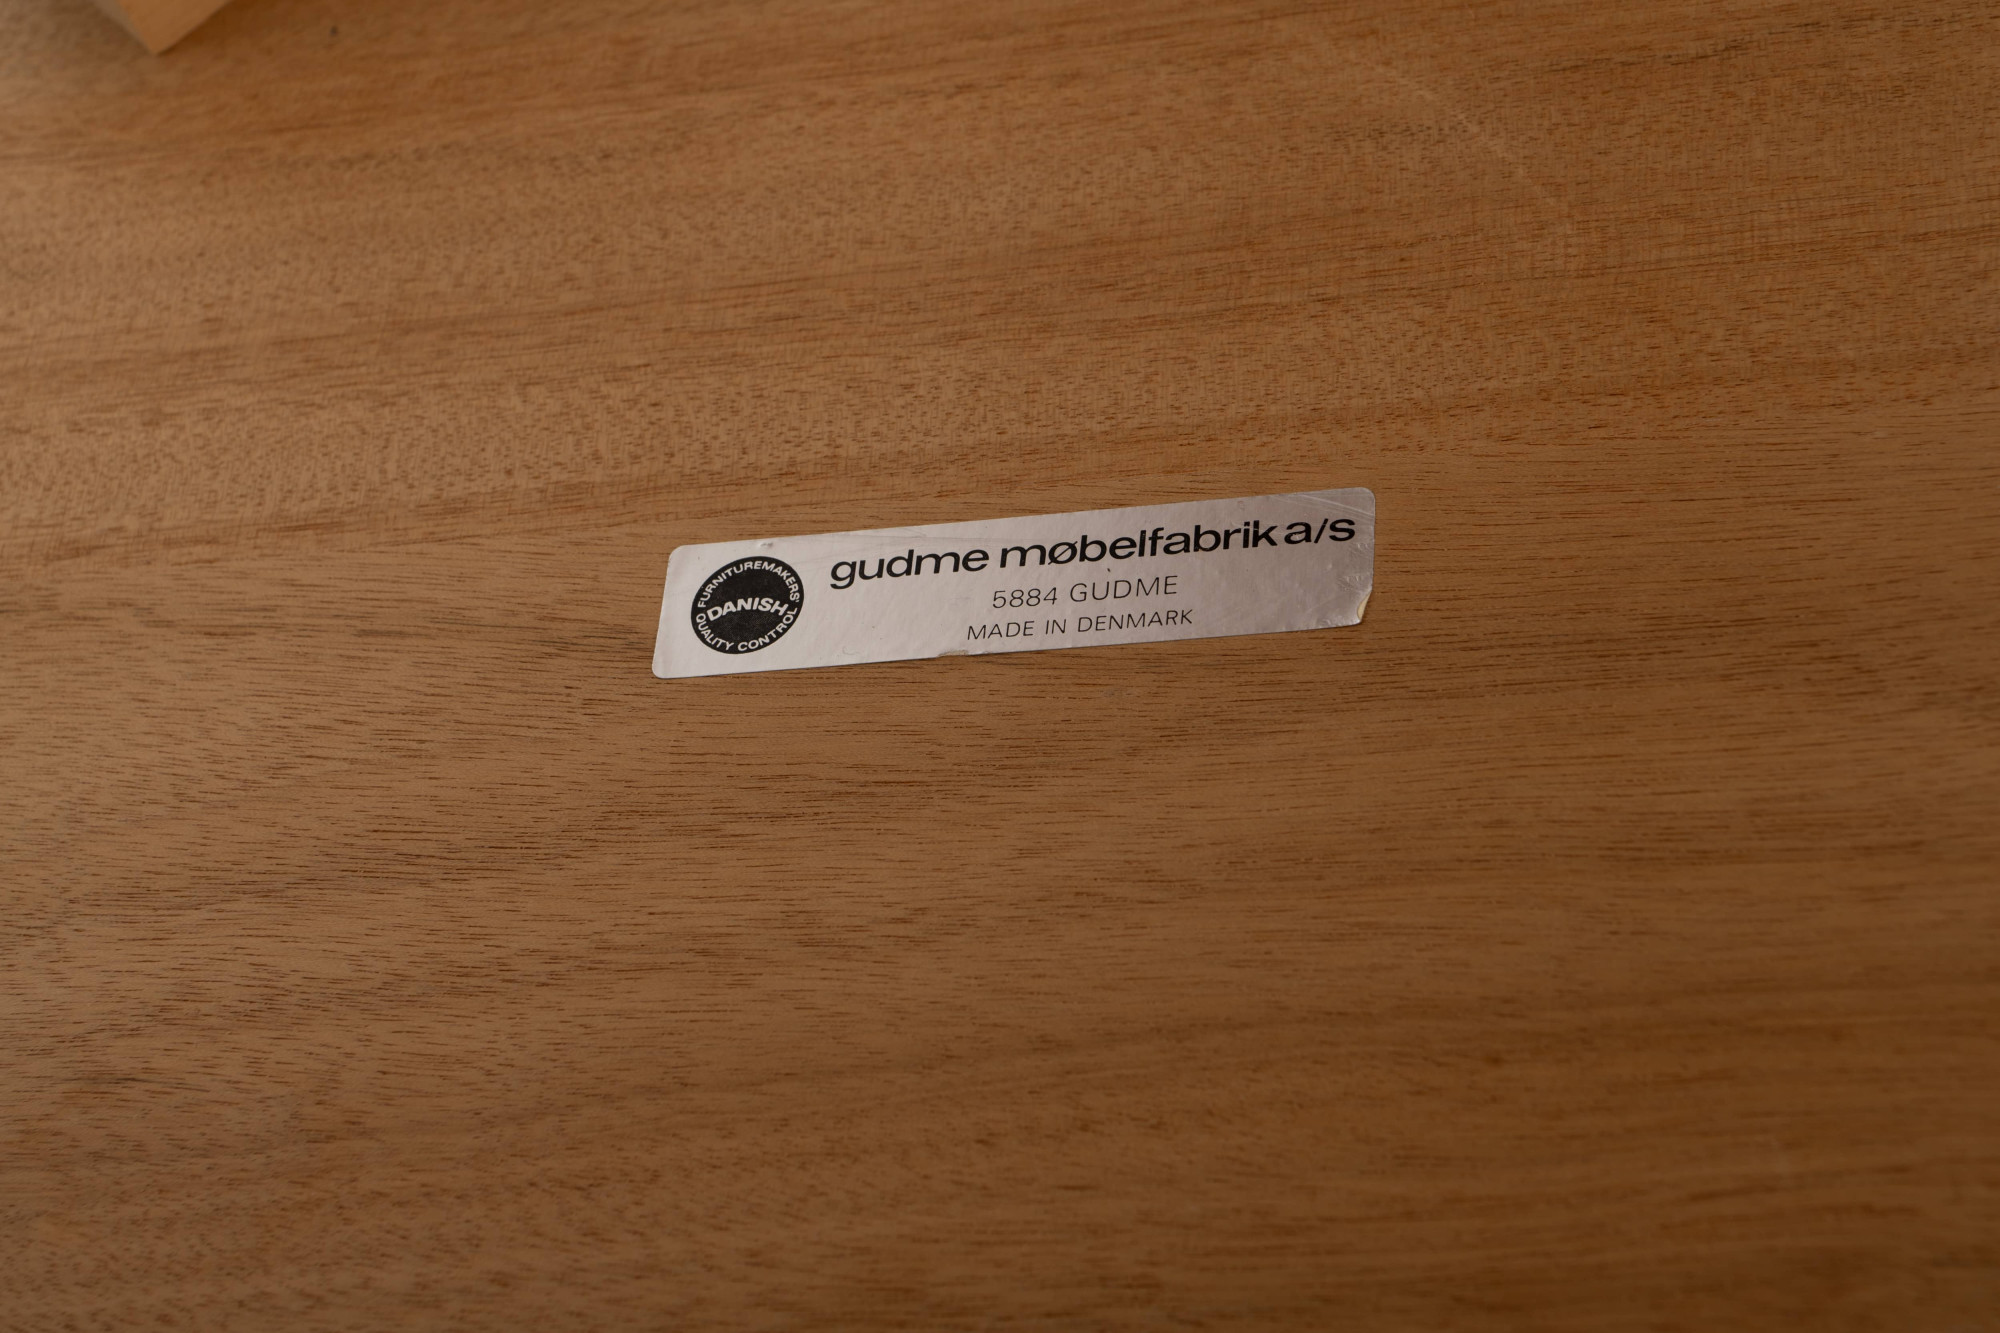 FURNITUREMAKERS'
DANISH
QUALITY CONTROL
gudme møbelfabrik a/s
5884 GUDME
MADE IN DENMARK